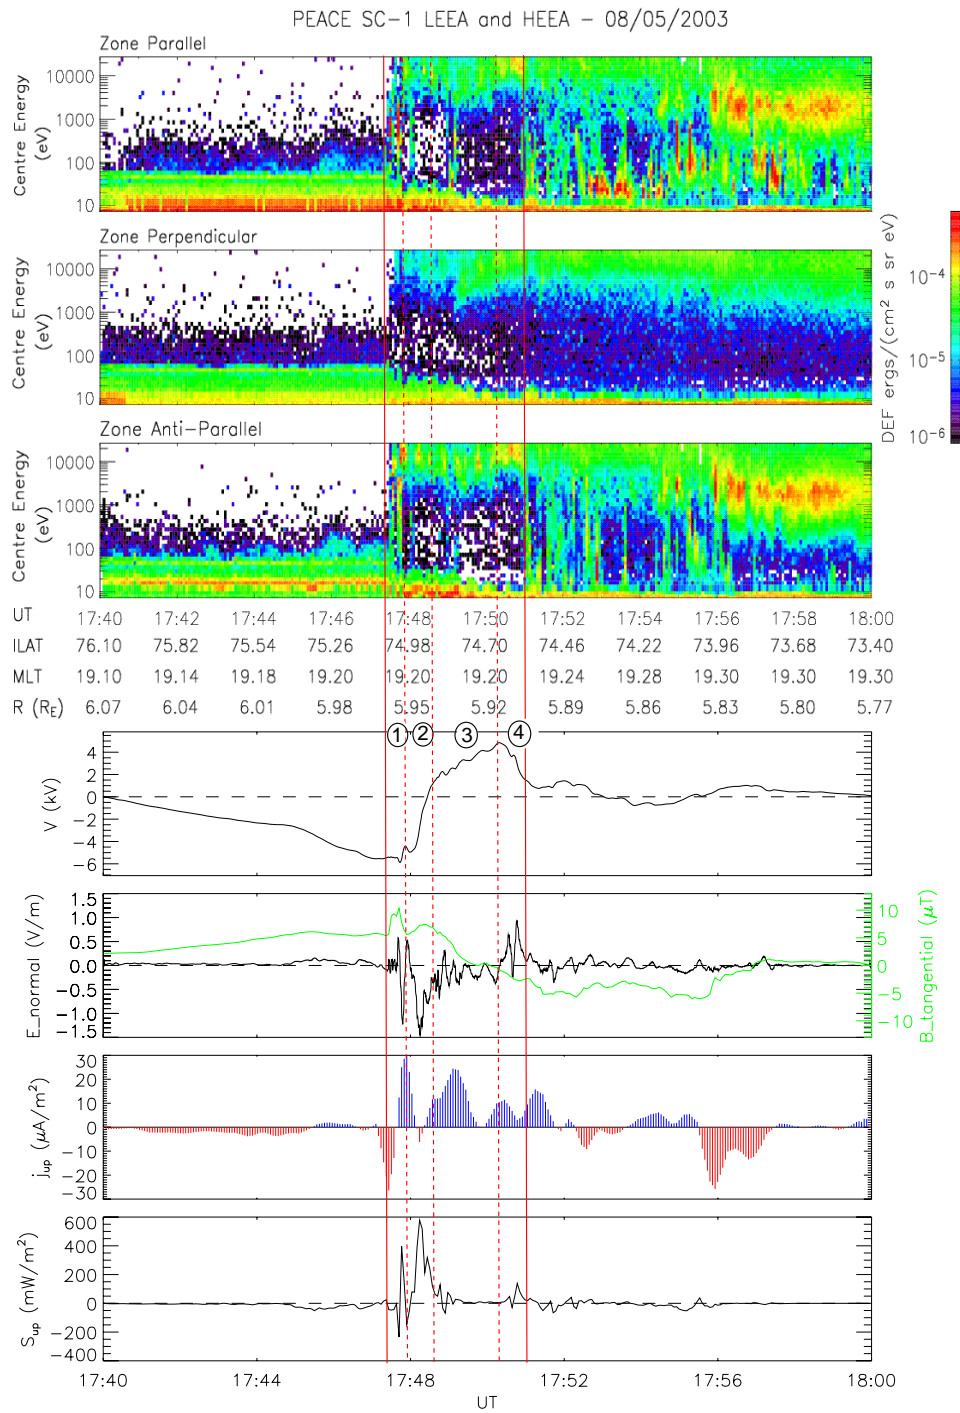 PEACE SC-1 LEEA and HEEA - 08/05/2003
Zone Parallel
Centre Energy
(eV)
10000
1000
100
10
Zone Perpendicular
Centre Energy
(eV)
10000
1000
100
10
Zone Anti-Parallel
Centre Energy
(eV)
10000
1000
100
10
DEF ergs/(cm² s sr eV)
10⁻⁴
10⁻⁵
10⁻⁶
UT 17:40 17:42 17:44 17:46 17:48 17:50 17:52 17:54 17:56 17:58 18:00
ILAT 76.10 75.82 75.54 75.26 74.98 74.70 74.46 74.22 73.96 73.68 73.40
MLT 19.10 19.14 19.18 19.20 19.20 19.20 19.24 19.28 19.30 19.30 19.30
R (R_E) 6.07 6.04 6.01 5.98 5.95 5.92 5.89 5.86 5.83 5.80 5.77
1 2 3 4
V (kV)
4
2
0
-2
-4
-6
E_normal (V/m)
1.5
1.0
0.5
0.0
-0.5
-1.0
-1.5
B_tangential (μT)
10
5
0
-5
-10
j_up (μA/m²)
30
20
10
0
-10
-20
-30
S_up (mW/m²)
600
400
200
0
-200
-400
17:40 17:44 17:48 17:52 17:56 18:00
UT